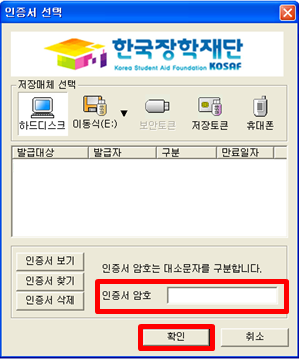 인증서 선택
한국장학재단
Korea Student Aid Foundation KOSAF
저장매체 선택
하드디스크 이동식(E:) 보안토큰 저장토큰 휴대폰
발급대상 발급자 구분 만료일자
인증서 보기
인증서 암호는 대소문자를 구분합니다.
인증서 찾기
인증서 암호
인증서 삭제
확인 취소